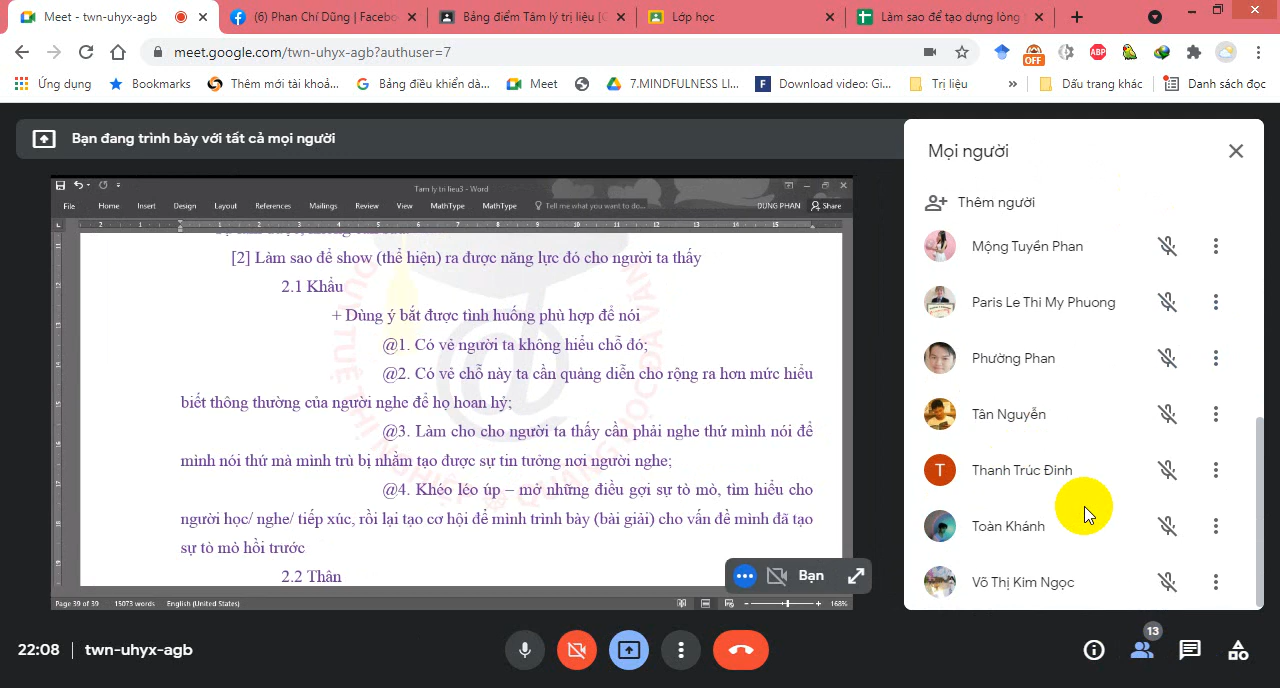 Meet - twn-uhyx-agb
(6) Phan Chí Dũng | Facebo
Bảng điểm Tâm lý trị liệu [C
Lớp học
Làm sao để tạo dựng lòng
meet.google.com/twn-uhyx-agb?authuser=7
OFF
ABP
Ứng dụng
Bookmarks
Thêm mới tài khoả...
Bảng điều khiển|a...
Meet
7.MINDFULNESS LI...
Download video: Gi...
Trị liệu
»
Dấu trang khác
Danh sách đọc
Bạn đang trình bày với tất cả mọi người
Tam ly tri lieu3 - Word
File Home Insert Design Layout References Mailings Review View MathType MathType Tell me what you want to do... DUNG PHAN Share
[2] Làm sao để show (thể hiện) ra được năng lực đó cho người ta thấy
2.1 Khẩu
+ Dùng ý bắt được tình huống phù hợp để nói
@1. Có vẻ người ta không hiểu chỗ đó;
@2. Có vẻ chỗ này ta cần quảng diễn cho rộng ra hơn mức hiểu
biết thông thường của người nghe để họ hoan hỷ;
@3. Làm cho cho người ta thấy cần phải nghe thứ mình nói để
mình nói thứ mà mình trù bị nhằm tạo được sự tin tưởng nơi người nghe;
@4. Khéo léo úp – mở những điều gợi sự tò mò, tìm hiểu cho
người học/ nghe/ tiếp xúc, rồi lại tạo cơ hội để mình trình bày (bài giải) cho vấn đề mình đã tạo
sự tò mò hồi trước
2.2 Thân
Page 39 of 39 15073 words English (United States) 168%
Bạn
Mọi người
Thêm người
Mộng Tuyền Phan
Paris Le Thi My Phuong
Phường Phan
Tân Nguyễn
T Thanh Trúc Đinh
Toàn Khánh
Võ Thị Kim Ngọc
22:08 | twn-uhyx-agb
13